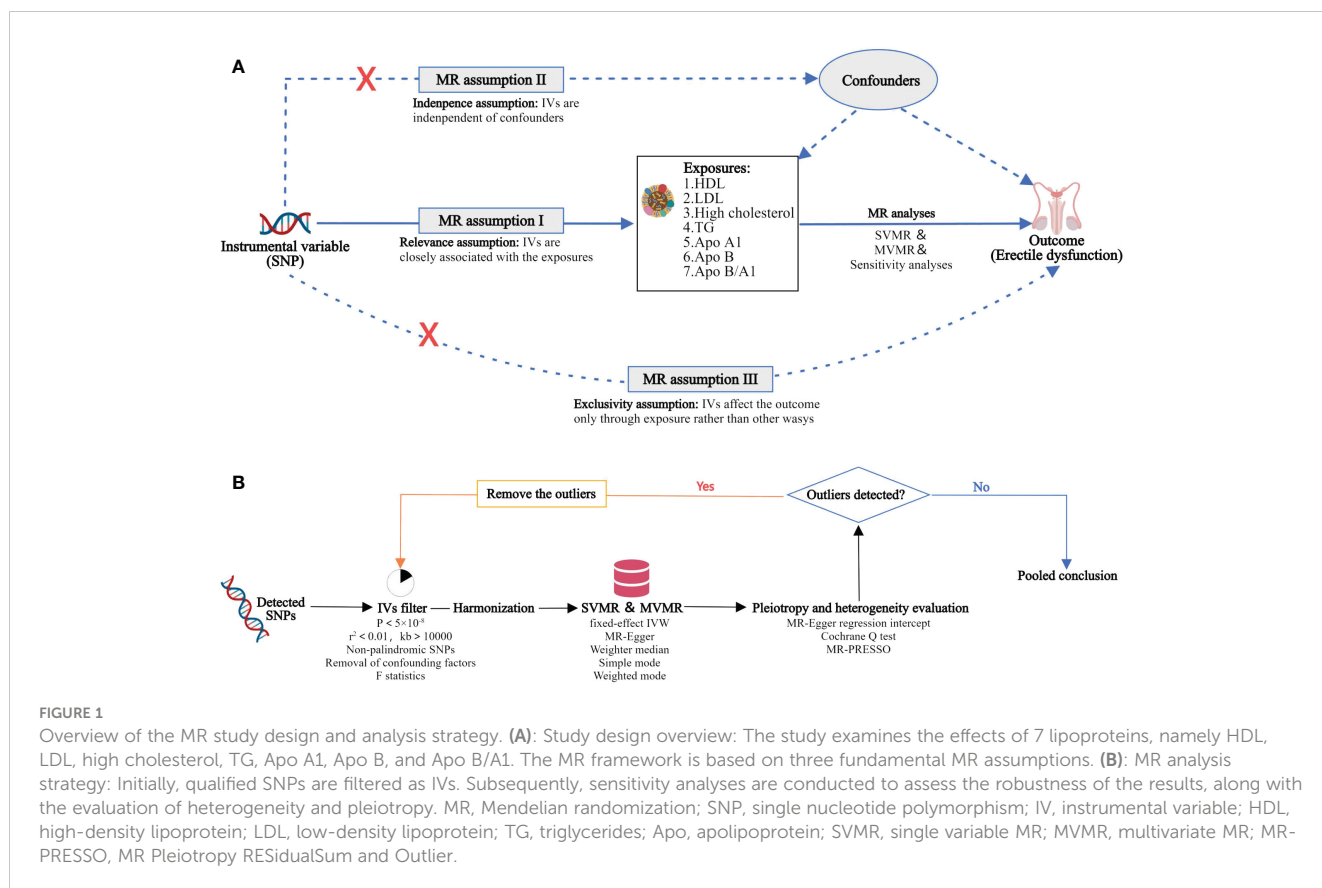 A
MR assumption II
Indenpence assumption: IVs are
indenpendent of confounders
Confounders
Exposures:
1.HDL
2.LDL
3.High cholesterol
4.TG
5.Apo A1
6.Apo B
7.Apo B/A1
MR assumption I
Relevance assumption: IVs are
closely associated with the exposures
Instrumental variable
(SNP)
MR analyses
SVMR &
MVMR &
Sensitivity analyses
Outcome
(Erectile dysfunction)
MR assumption III
Exclusivity assumption: IVs affect the outcome
only through exposure rather than other wasys
B
Remove the outliers
Yes
Outliers detected?
No
Detected
SNPs
IVs filter
P < 5×10⁻⁸
r² < 0.01, kb > 10000
Non-palindromic SNPs
Removal of confounding factors
F statistics
Harmonization
SVMR & MVMR
fixed-effect IVW
MR-Egger
Weighter median
Simple mode
Weighted mode
Pleiotropy and heterogeneity evaluation
MR-Egger regression intercept
Cochrane Q test
MR-PRESSO
Pooled conclusion
FIGURE 1
Overview of the MR study design and analysis strategy. (A): Study design overview: The study examines the effects of 7 lipoproteins, namely HDL,
LDL, high cholesterol, TG, Apo A1, Apo B, and Apo B/A1. The MR framework is based on three fundamental MR assumptions. (B): MR analysis
strategy: Initially, qualified SNPs are filtered as IVs. Subsequently, sensitivity analyses are conducted to assess the robustness of the results, along with
the evaluation of heterogeneity and pleiotropy. MR, Mendelian randomization; SNP, single nucleotide polymorphism; IV, instrumental variable; HDL,
high-density lipoprotein; LDL, low-density lipoprotein; TG, triglycerides; Apo, apolipoprotein; SVMR, single variable MR; MVMR, multivariate MR; MR-
PRESSO, MR Pleiotropy RESidualSum and Outlier.